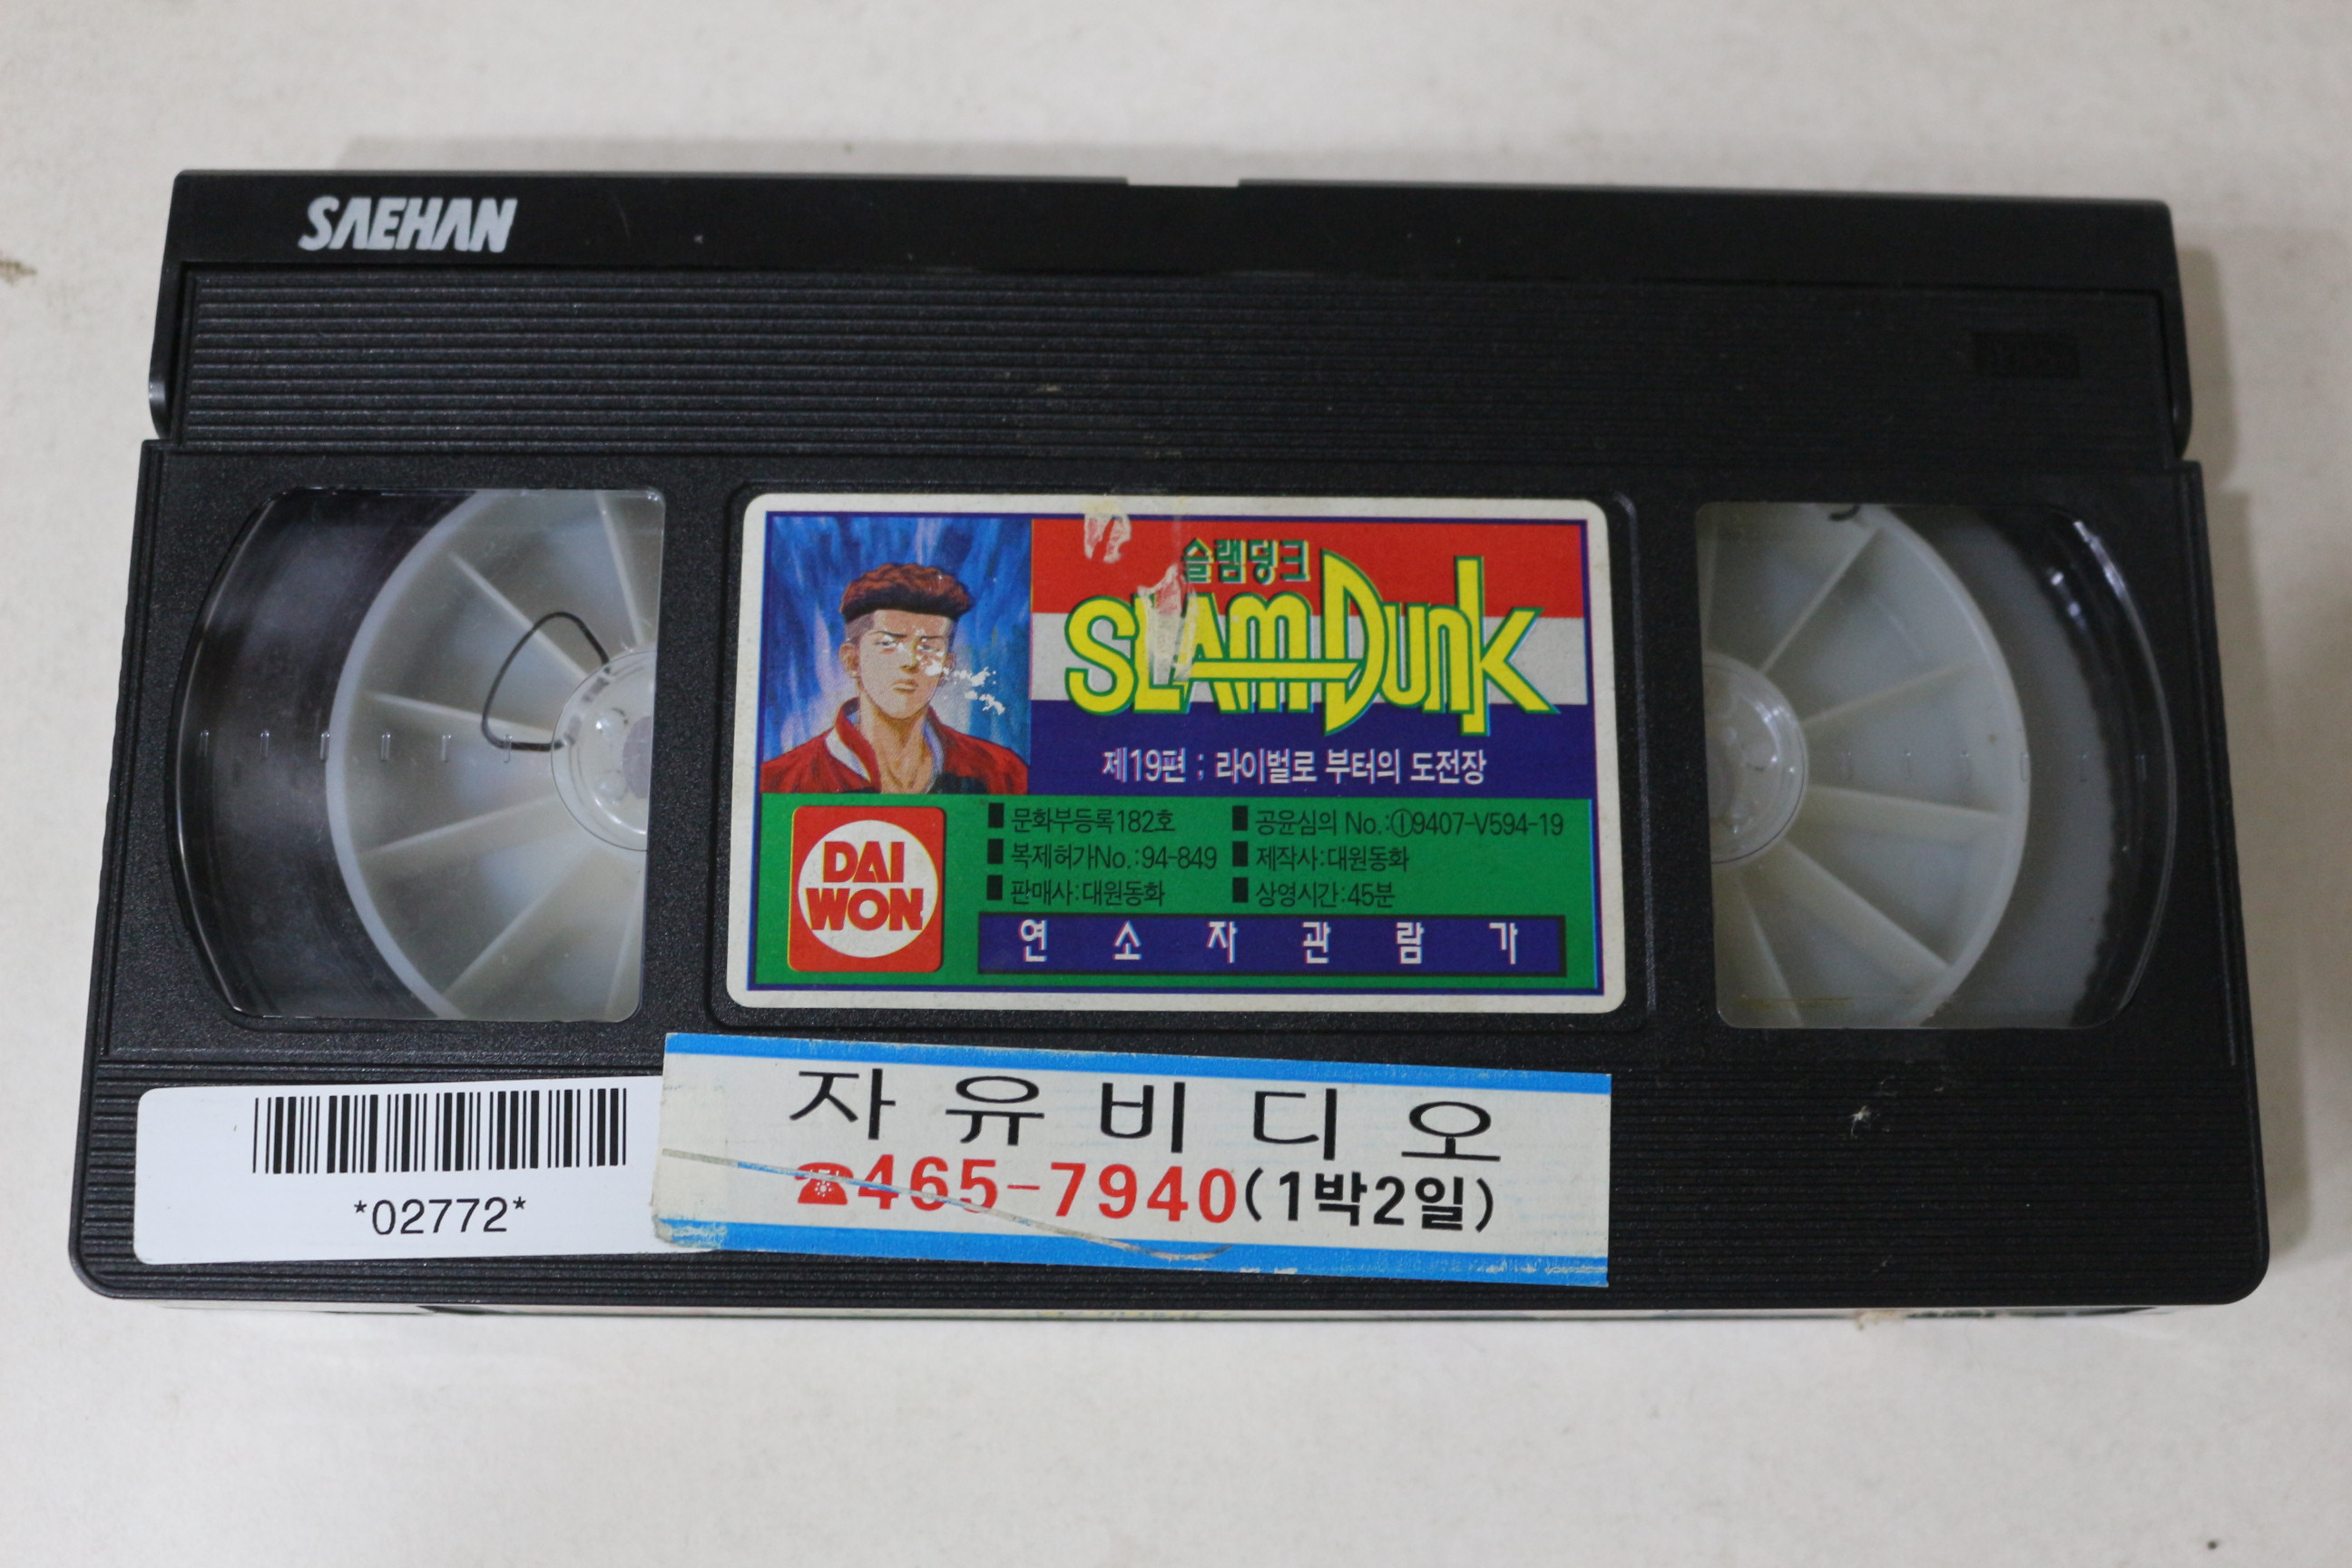 SAEHAN
슬램덩크
SLAM DUNK
제19편 ; 라이벌로 부터의 도전장
DAI
WON
■ 문화부등록182호 ■ 공윤심의 No.:①9407-V594-19
■ 복제허가No.:94-849 ■ 제작사:대원동화
■ 판매사:대원동화 ■ 상영시간:45분
연소자관람가
자유비디오
☎465-7940(1박2일)
*02772*